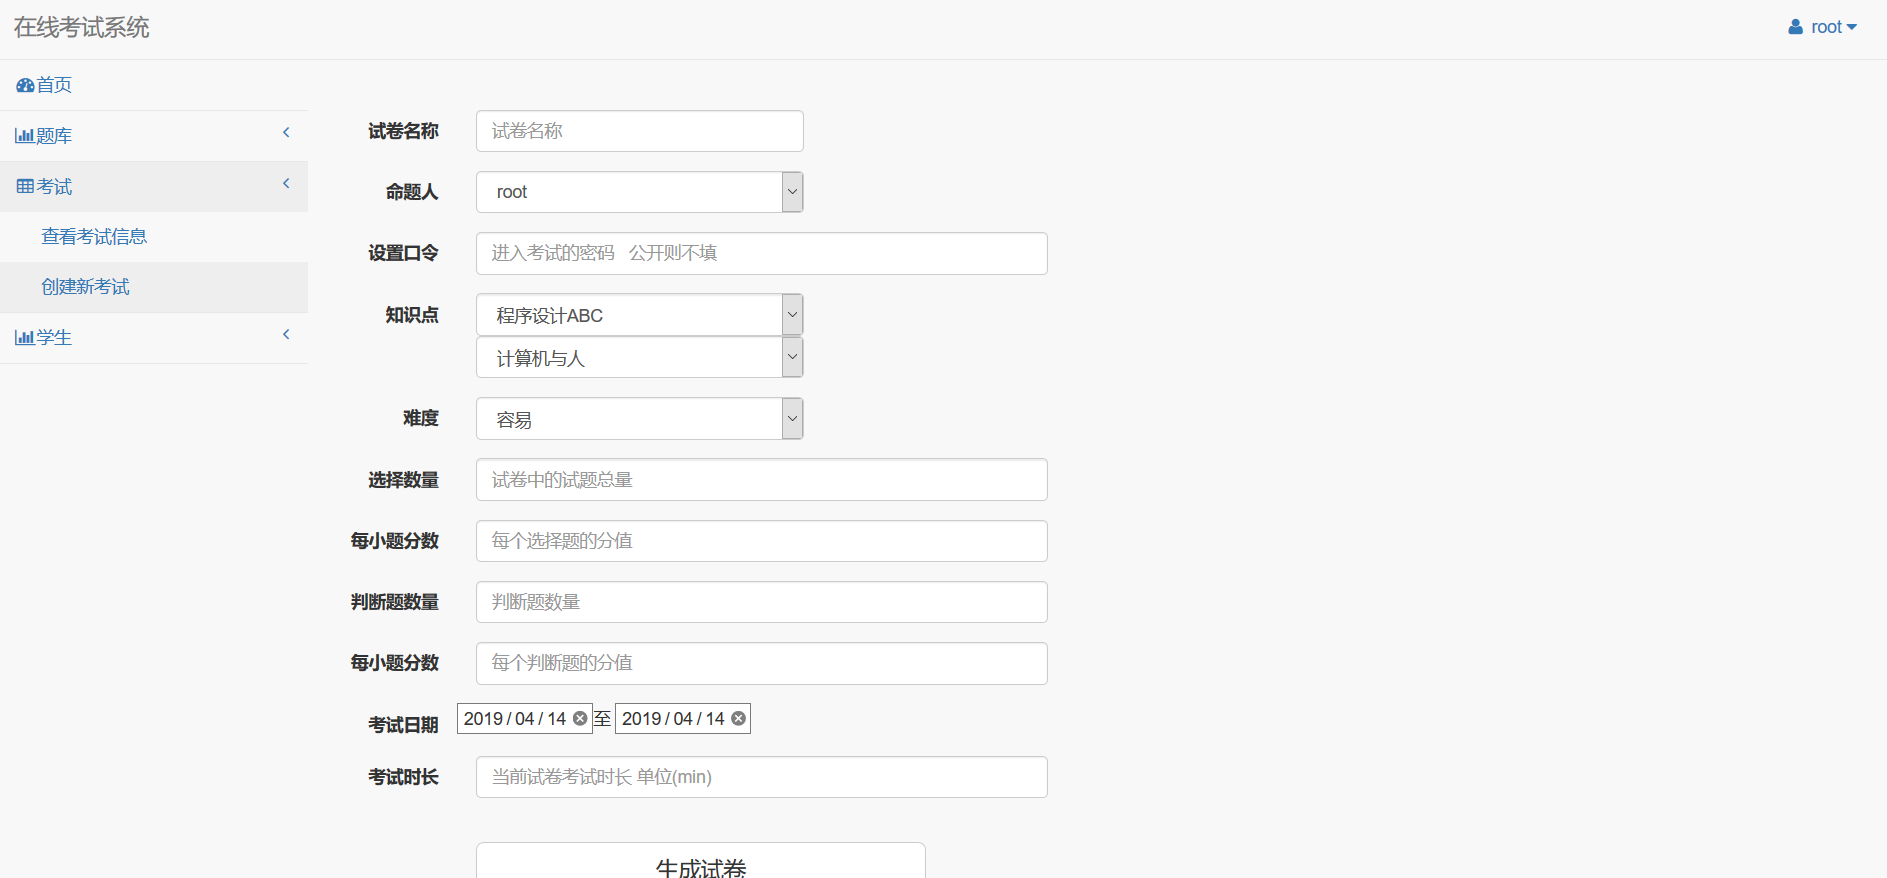 在线考试系统
root
首页
题库
考试
查看考试信息
创建新考试
学生
试卷名称 试卷名称
命题人 root
设置口令 进入考试的密码 公开则不填
知识点 程序设计ABC
计算机与人
难度 容易
选择数量 试卷中的试题总量
每小题分数 每个选择题的分值
判断题数量 判断题数量
每小题分数 每个判断题的分值
考试日期 2019/04/14 至 2019/04/14
考试时长 当前试卷考试时长 单位(min)
生成试卷